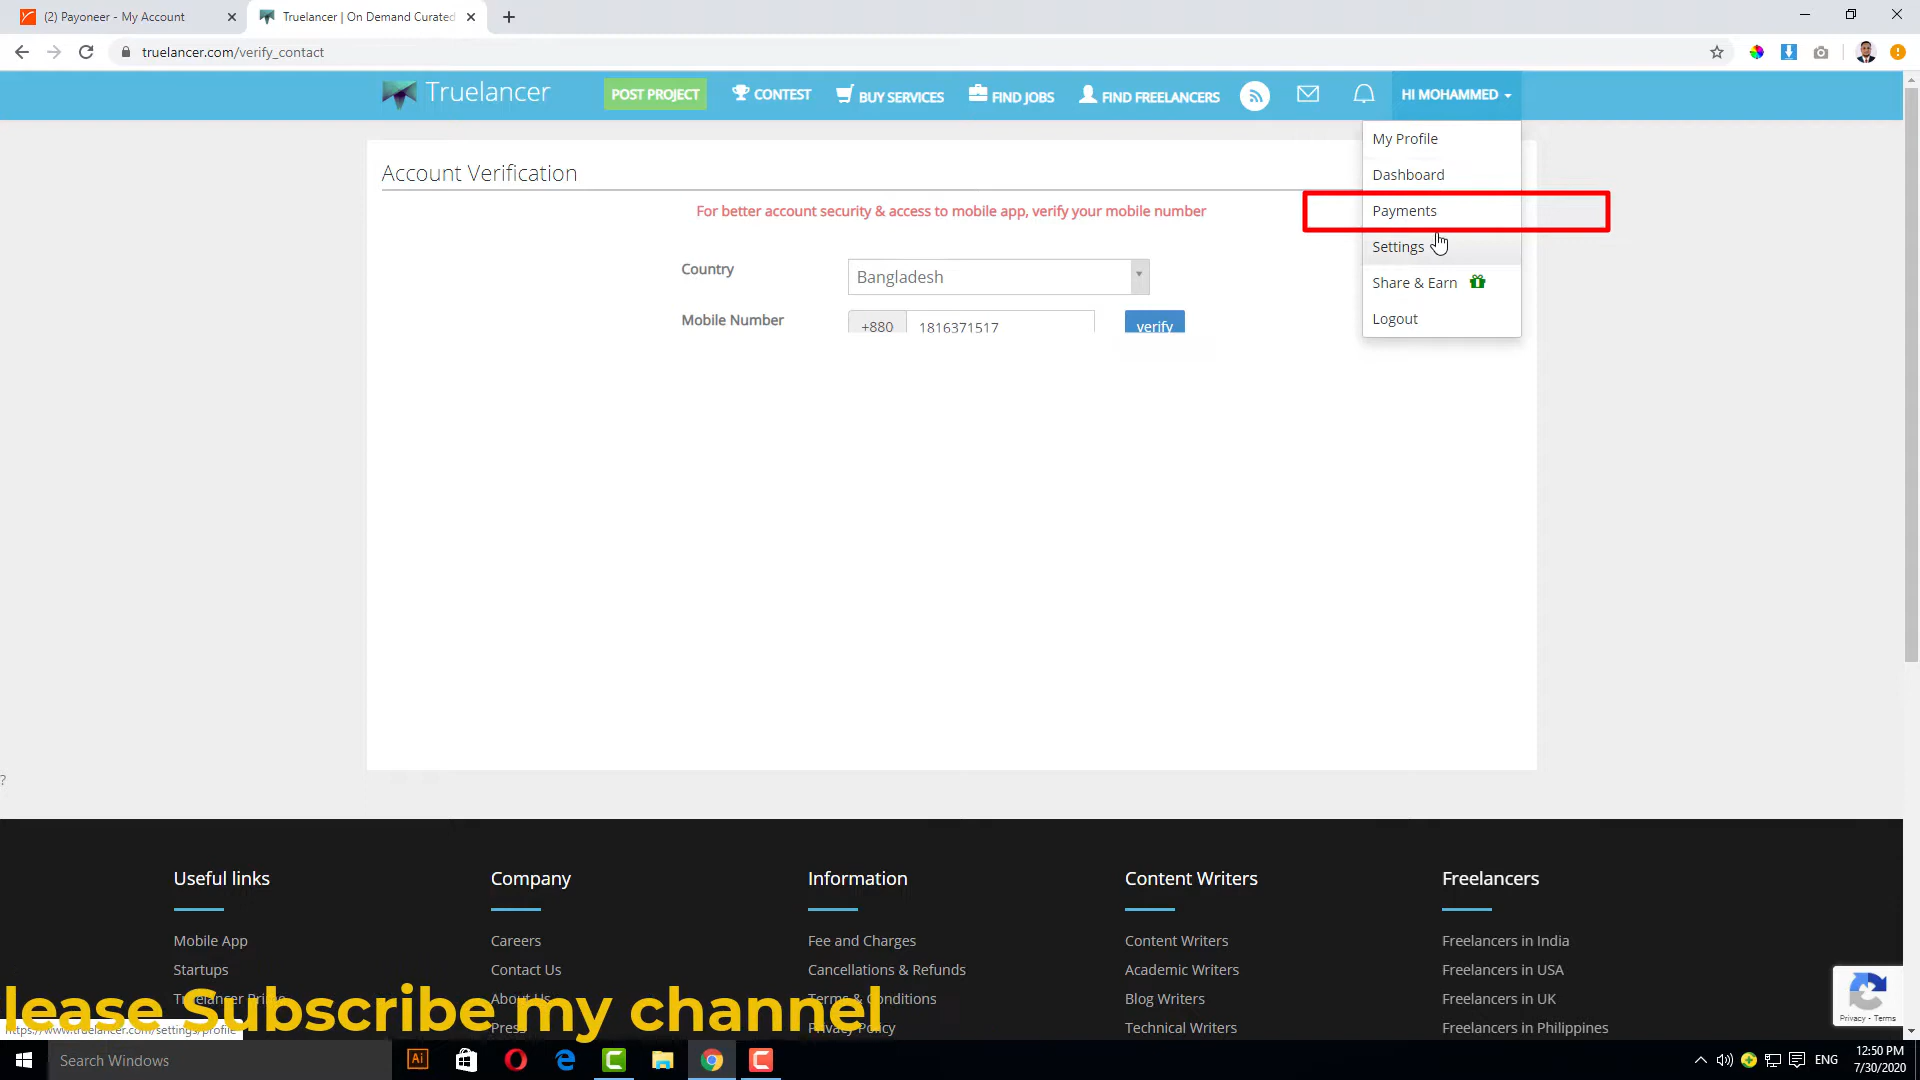 (2) Payoneer - My Account
Truelancer | On Demand Curated
truelancer.com/verify_contact
Truelancer
POST PROJECT
CONTEST
BUY SERVICES
FIND JOBS
FIND FREELANCERS
HI MOHAMMED
My Profile
Dashboard
Payments
Settings
Share & Earn
Logout
Account Verification
For better account security & access to mobile app, verify your mobile number
Country
Bangladesh
Mobile Number
+880
1816371517
verify
?
Useful links
Mobile App
Startups
Truelancer Prime
Company
Careers
Contact Us
About Us
Press
Information
Fee and Charges
Cancellations & Refunds
Terms & Conditions
Privacy Policy
Content Writers
Content Writers
Academic Writers
Blog Writers
Technical Writers
Freelancers
Freelancers in India
Freelancers in USA
Freelancers in UK
Freelancers in Philippines
Privacy - Terms
lease Subscribe my channel
https://www.truelancer.com/settings/profile
Search Windows
Ai
ENG
12:50 PM
7/30/2020